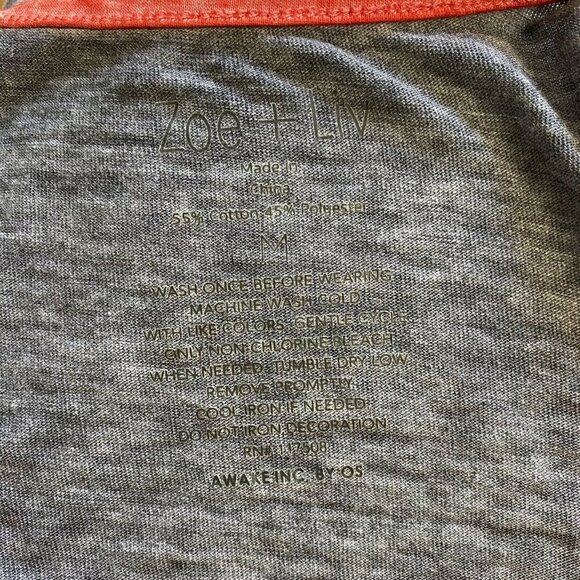 Zoe + Liv
Made In
China
55% Cotton 45% Polyester
M
WASH ONCE BEFORE WEARING
MACHINE WASH COLD
WITH LIKE COLORS, GENTLE CYCLE
ONLY NON-CHLORINE BLEACH
WHEN NEEDED. TUMBLE DRY LOW.
REMOVE PROMPTLY.
COOL IRON IF NEEDED
DO NOT IRON DECORATION
RN#
AWAKE INC. BY OS